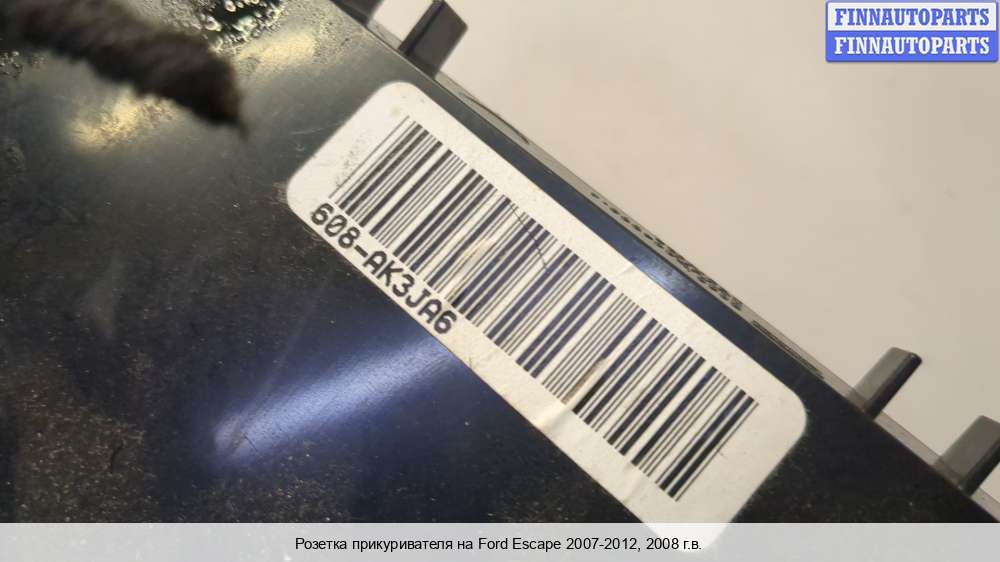 FINNAUTOPARTS
FINNAUTOPARTS
608-AK3JA6
Розетка прикуривателя на Ford Escape 2007-2012, 2008 г.в.